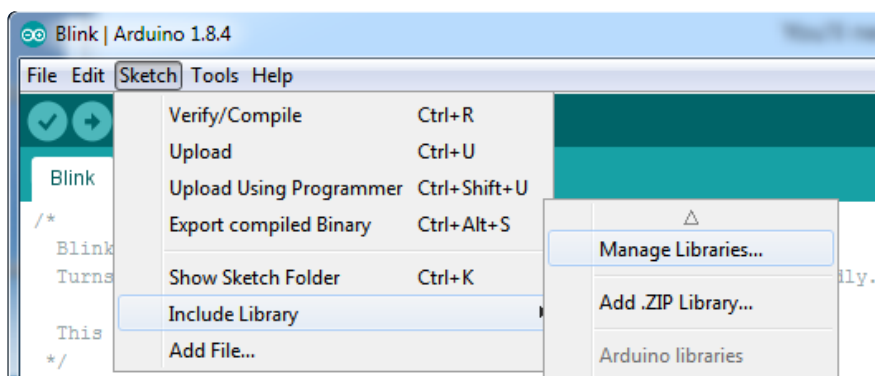 Blink | Arduino 1.8.4
File Edit Sketch Tools Help
Verify/Compile Ctrl+R
Upload Ctrl+U
Upload Using Programmer Ctrl+Shift+U
Export compiled Binary Ctrl+Alt+S
Show Sketch Folder Ctrl+K
Include Library
Add File...
Manage Libraries...
Add .ZIP Library...
Arduino libraries
Blink
/*
Blink
Turns
This
*/